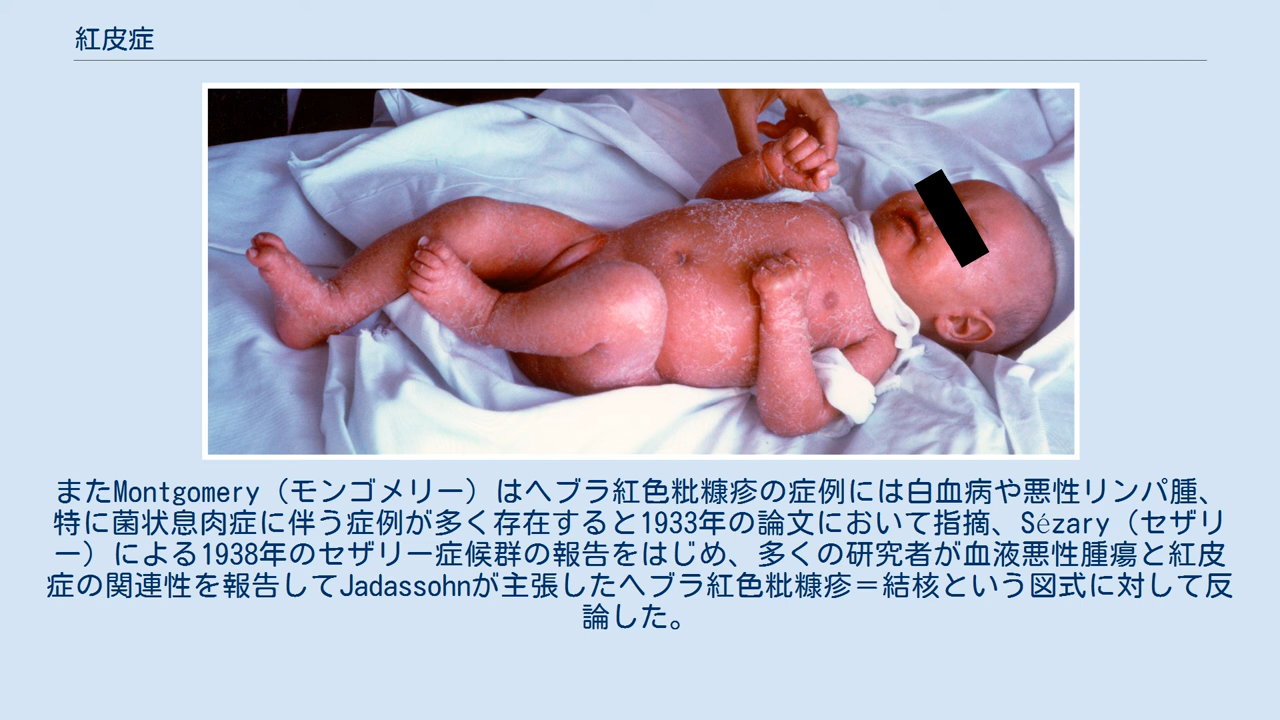 紅皮症
またMontgomery（モンゴメリー）はヘブラ紅色粃糠疹の症例には白血病や悪性リンパ腫、
特に菌状息肉症に伴う症例が多く存在すると1933年の論文において指摘、Sézary（セザリ
ー）による1938年のセザリー症候群の報告をはじめ、多くの研究者が血液悪性腫瘍と紅皮
症の関連性を報告してJadassohnが主張したヘブラ紅色粃糠疹＝結核という図式に対して反
論した。